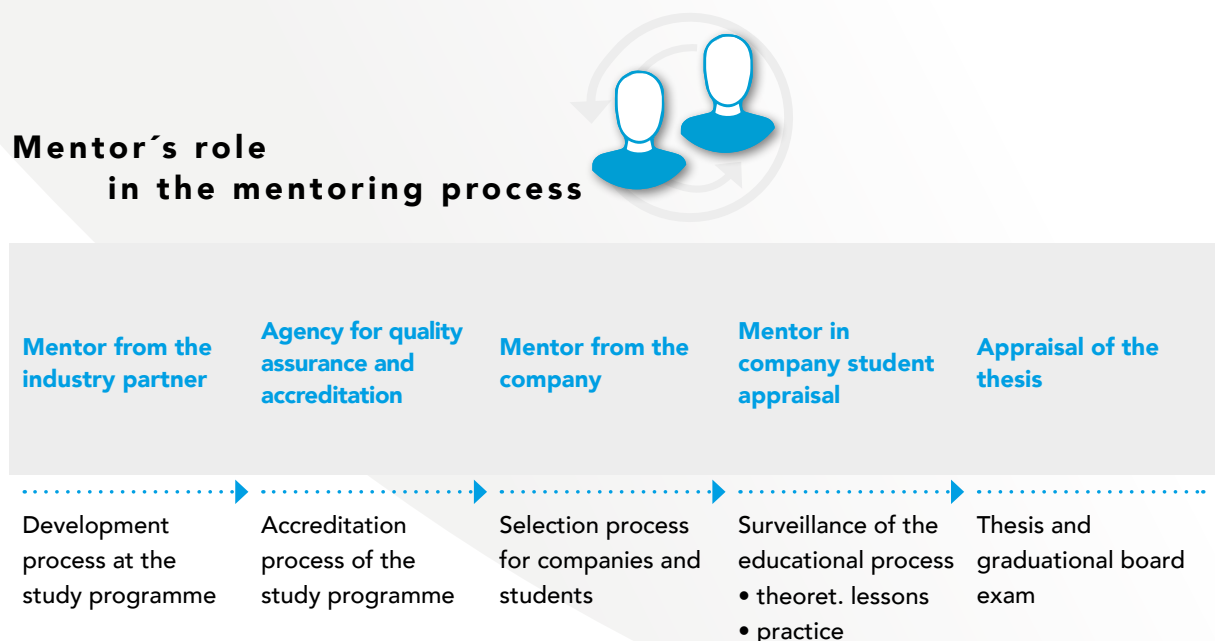 Mentor´s role
in the mentoring process
Mentor from the
industry partner
Agency for quality
assurance and
accreditation
Mentor from the
company
Mentor in
company student
appraisal
Appraisal of the
thesis
Development
process at the
study programme
Accreditation
process of the
study programme
Selection process
for companies and
students
Surveillance of the
educational process
• theoret. lessons
• practice
Thesis and
graduational board
exam